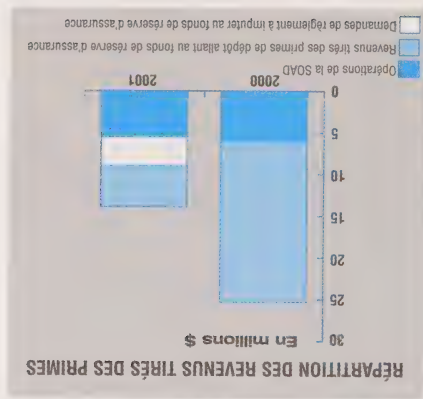 RÉPARTITION DES REVENUS TIRÉS DES PRIMES
En millions $
30
25
20
15
10
5
0
2000
2001
Opérations de la SOAD
Revenus tirés des primes de dépôt allant au fonds de réserve d'assurance
Demandes de règlement à imputer au fonds de réserve d'assurance